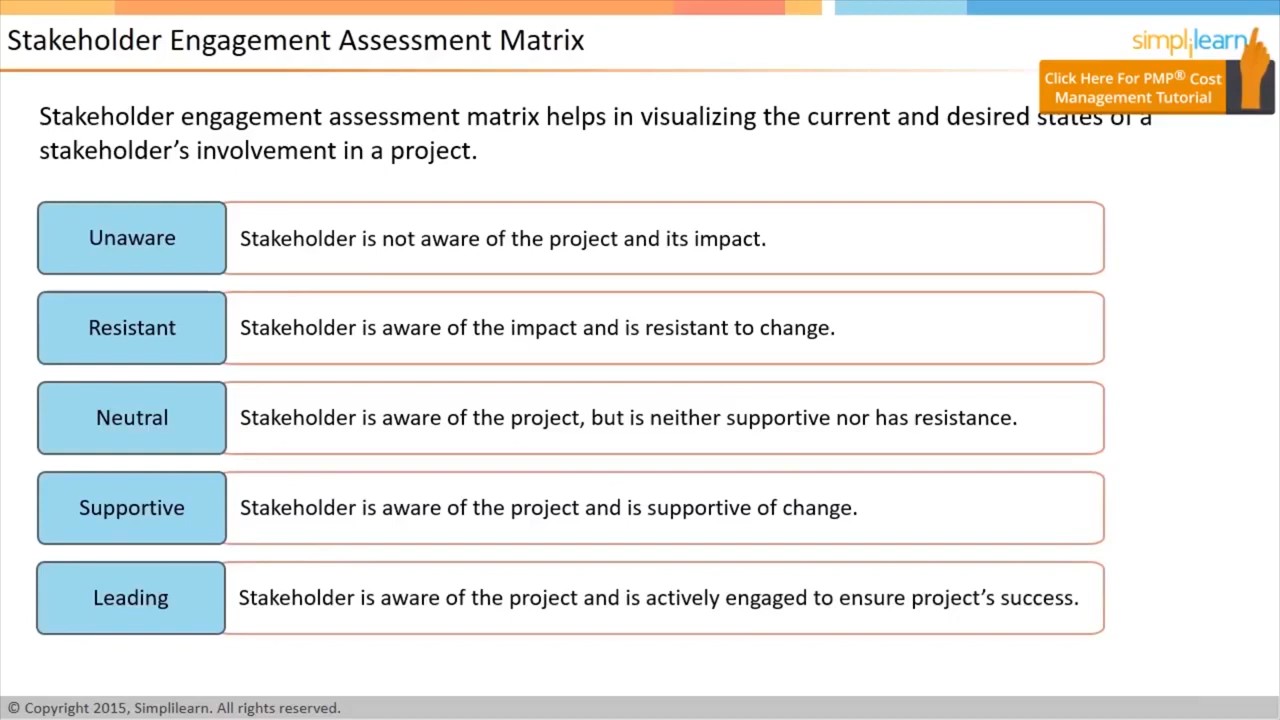 Stakeholder Engagement Assessment Matrix
simplilearn
Click Here For PMP® Cost
Management Tutorial
Stakeholder engagement assessment matrix helps in visualizing the current and desired states of a
stakeholder’s involvement in a project.
Unaware
Stakeholder is not aware of the project and its impact.
Resistant
Stakeholder is aware of the impact and is resistant to change.
Neutral
Stakeholder is aware of the project, but is neither supportive nor has resistance.
Supportive
Stakeholder is aware of the project and is supportive of change.
Leading
Stakeholder is aware of the project and is actively engaged to ensure project’s success.
© Copyright 2015, Simplilearn. All rights reserved.